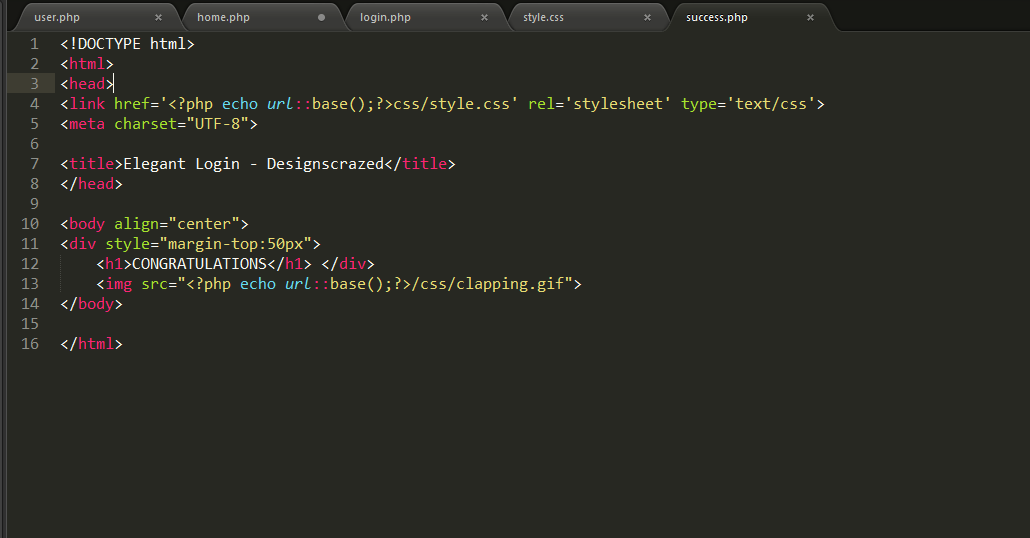 user.php × home.php login.php × style.css × success.php ×
1 <!DOCTYPE html>
2 <html>
3 <head>
4 <link href='<?php echo url::base();?>css/style.css' rel='stylesheet' type='text/css'>
5 <meta charset="UTF-8">
6
7 <title>Elegant Login - Designscrazed</title>
8 </head>
9
10 <body align="center">
11 <div style="margin-top:50px">
12     <h1>CONGRATULATIONS</h1> </div>
13     <img src="<?php echo url::base();?>/css/clapping.gif">
14 </body>
15
16 </html>